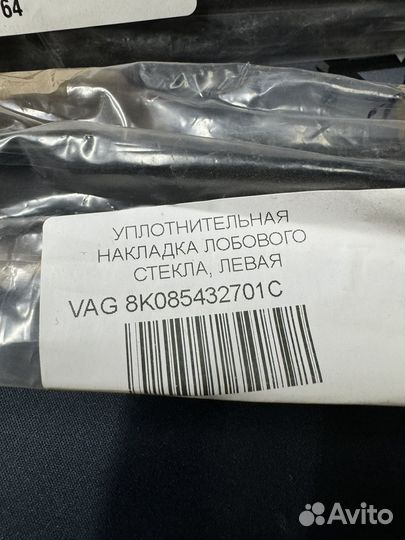 64
УПЛОТНИТЕЛЬНАЯ
НАКЛАДКА ЛОБОВОГО
СТЕКЛА, ЛЕВАЯ
VAG 8K085432701C
Avito